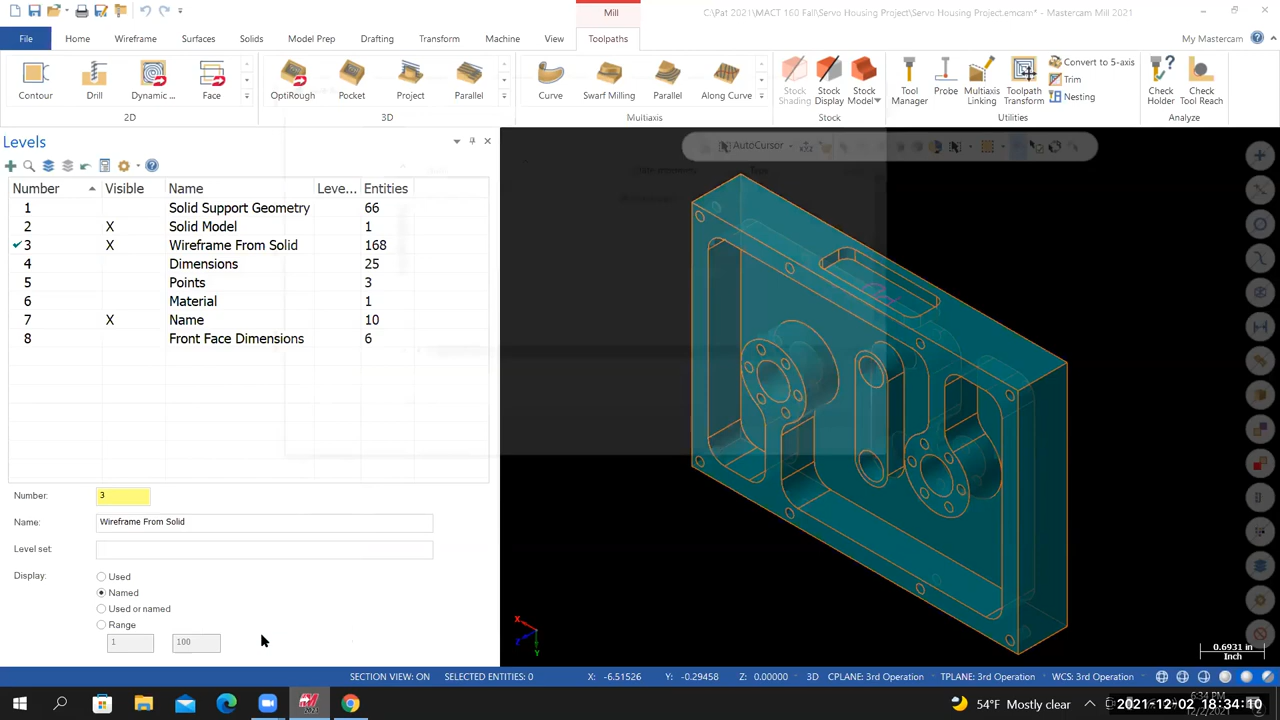 Mill
C:\Pat 2021\MACT 160 Fall\Servo Housing Project\Servo Housing Project.emcam* - Mastercam Mill 2021
File Home Wireframe Surfaces Solids Model Prep Drafting Transform Machine View Toolpaths My Mastercam
Contour Drill Dynamic ... Face OptiRough Pocket Project Parallel Curve Swarf Milling Parallel Along Curve Stock Shading Stock Display Stock Model Tool Manager Probe Multiaxis Linking Toolpath Transform Convert to 5-axis Trim Nesting Check Holder Check Tool Reach
2D 3D Multiaxis Stock Utilities Analyze
Levels
AutoCursor
Number Visible Name Leve... Entities
1 Solid Support Geometry 66
2 X Solid Model 1
3 X Wireframe From Solid 168
4 Dimensions 25
5 Points 3
6 Material 1
7 X Name 10
8 Front Face Dimensions 6
Number: 3
Name: Wireframe From Solid
Level set:
Display: Used
Named
Used or named
Range
1 100
X
Z
Y
0.6931 in
Inch
SECTION VIEW: ON SELECTED ENTITIES: 0 X: -6.51526 Y: -0.29458 Z: 0.00000 3D CPLANE: 3rd Operation TPLANE: 3rd Operation WCS: 3rd Operation
54°F Mostly clear
6:34 PM
2021-12-02 18:34:10
12/2/2021